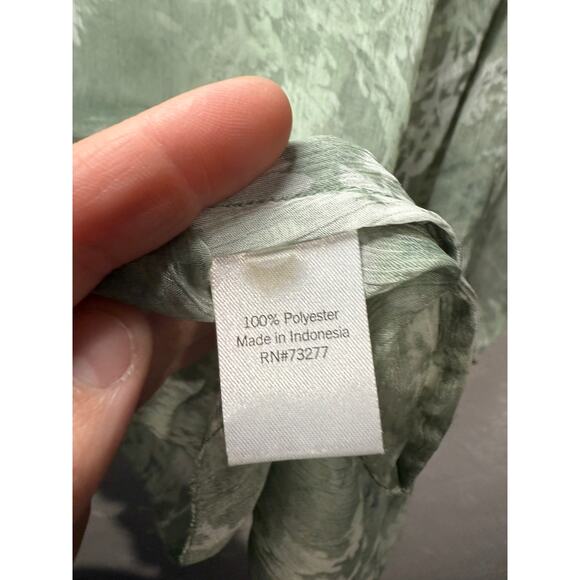 100% Polyester
Made in Indonesia
RN#73277